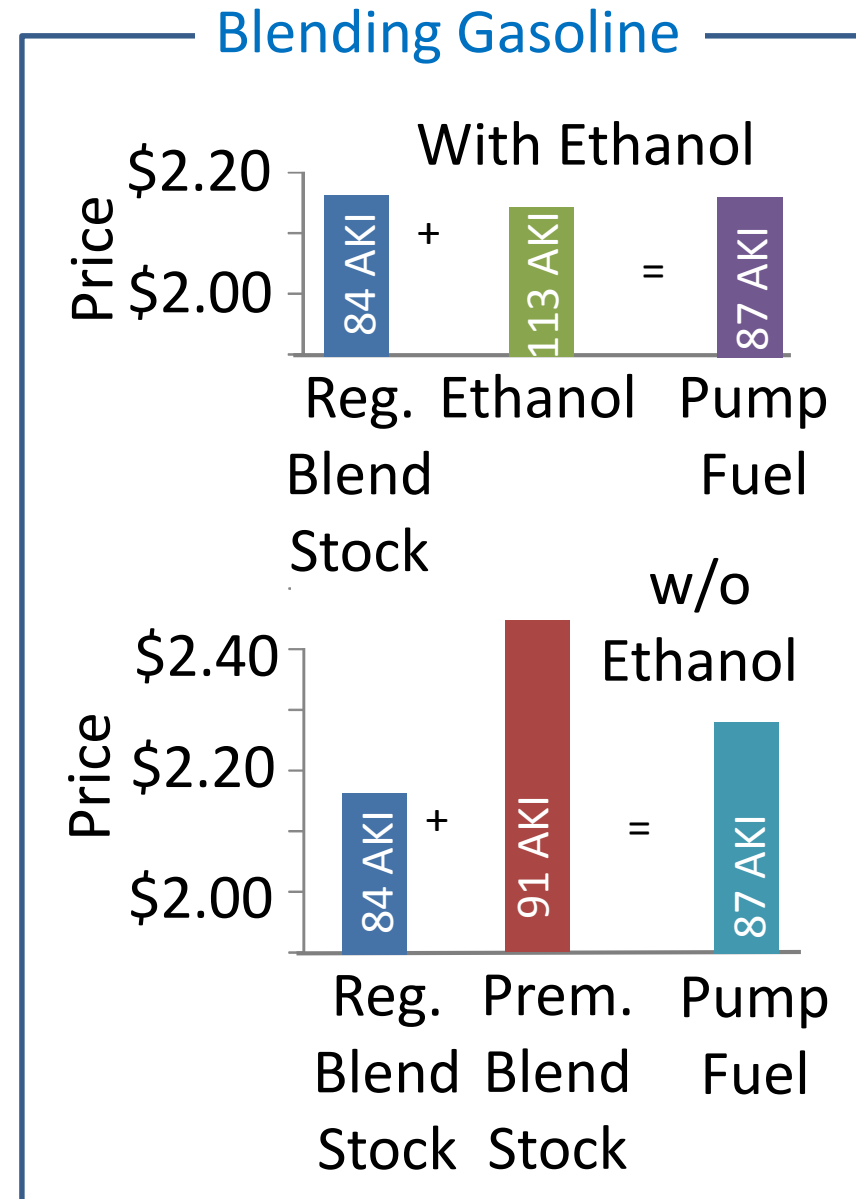 Blending Gasoline
With Ethanol
Price
$2.20
$2.00
84 AKI
+
113 AKI
=
87 AKI
Reg. Ethanol Pump
Blend Fuel
Stock
w/o
Ethanol
Price
$2.40
$2.20
$2.00
84 AKI
+
91 AKI
=
87 AKI
Reg. Prem. Pump
Blend Blend Fuel
Stock Stock